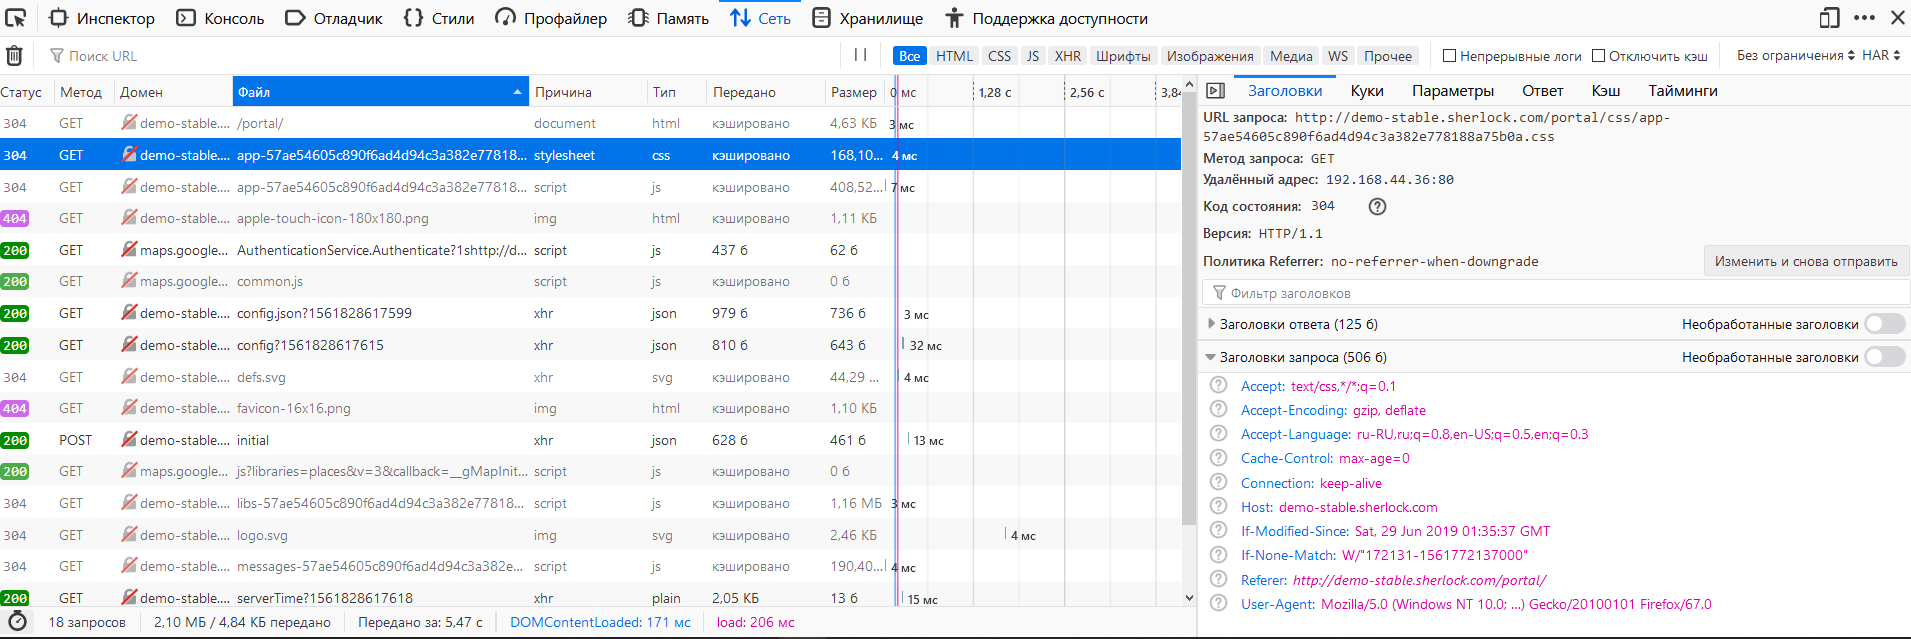 Инспектор Консоль Отладчик Стили Профайлер Память Сеть Хранилище Поддержка доступности
Поиск URL Все HTML CSS JS XHR Шрифты Изображения Медиа WS Прочее Непрерывные логи Отключить кэш Без ограничения HAR
Статус Метод Домен Файл Причина Тип Передано Размер 0 мс 1,28 с 2,56 с 3,84
304 GET demo-stable.... /portal/ document html кэшировано 4,63 КБ 3 мс
304 GET demo-stable.... app-57ae54605c890f6ad4d94c3a382e77818... stylesheet css кэшировано 168,10... 4 мс
304 GET demo-stable.... app-57ae54605c890f6ad4d94c3a382e77818... script js кэшировано 408,52... 7 мс
404 GET demo-stable.... apple-touch-icon-180x180.png img html кэшировано 1,11 КБ
200 GET maps.google... AuthenticationService.Authenticate?1shttp://d... script js 437 б 62 б
200 GET maps.google... common.js script js кэшировано 0 б
200 GET demo-stable.... config.json?1561828617599 xhr json 979 б 736 б 3 мс
200 GET demo-stable.... config?1561828617615 xhr json 810 б 643 б 32 мс
304 GET demo-stable.... defs.svg xhr svg кэшировано 44,29 ... 4 мс
404 GET demo-stable.... favicon-16x16.png img html кэшировано 1,10 КБ
200 POST demo-stable.... initial xhr json 628 б 461 б 13 мс
200 GET maps.google... js?libraries=places&v=3&callback=__gMapInit... script js кэшировано 0 б
304 GET demo-stable.... libs-57ae54605c890f6ad4d94c3a382e77818... script js кэшировано 1,16 МБ 3 мс
304 GET demo-stable.... logo.svg img svg кэшировано 2,46 КБ 4 мс
304 GET demo-stable.... messages-57ae54605c890f6ad4d94c3a382e... script js кэшировано 190,40... 4 мс
200 GET demo-stable.... serverTime?1561828617618 xhr plain 2,05 КБ 13 б 15 мс
18 запросов 2,10 МБ / 4,84 КБ передано Передано за: 5,47 с DOMContentLoaded: 171 мс load: 206 мс
Заголовки Куки Параметры Ответ Кэш Тайминги
URL запроса: http://demo-stable.sherlock.com/portal/css/app-
57ae54605c890f6ad4d94c3a382e778188a75b0a.css
Метод запроса: GET
Удалённый адрес: 192.168.44.36:80
Код состояния: 304
Версия: HTTP/1.1
Политика Referrer: no-referrer-when-downgrade Изменить и снова отправить
Фильтр заголовков
Заголовки ответа (125 б) Необработанные заголовки
Заголовки запроса (506 б) Необработанные заголовки
Accept: text/css,*/*;q=0.1
Accept-Encoding: gzip, deflate
Accept-Language: ru-RU,ru;q=0.8,en-US;q=0.5,en;q=0.3
Cache-Control: max-age=0
Connection: keep-alive
Host: demo-stable.sherlock.com
If-Modified-Since: Sat, 29 Jun 2019 01:35:37 GMT
If-None-Match: W/"172131-1561772137000"
Referer: http://demo-stable.sherlock.com/portal/
User-Agent: Mozilla/5.0 (Windows NT 10.0; ...) Gecko/20100101 Firefox/67.0